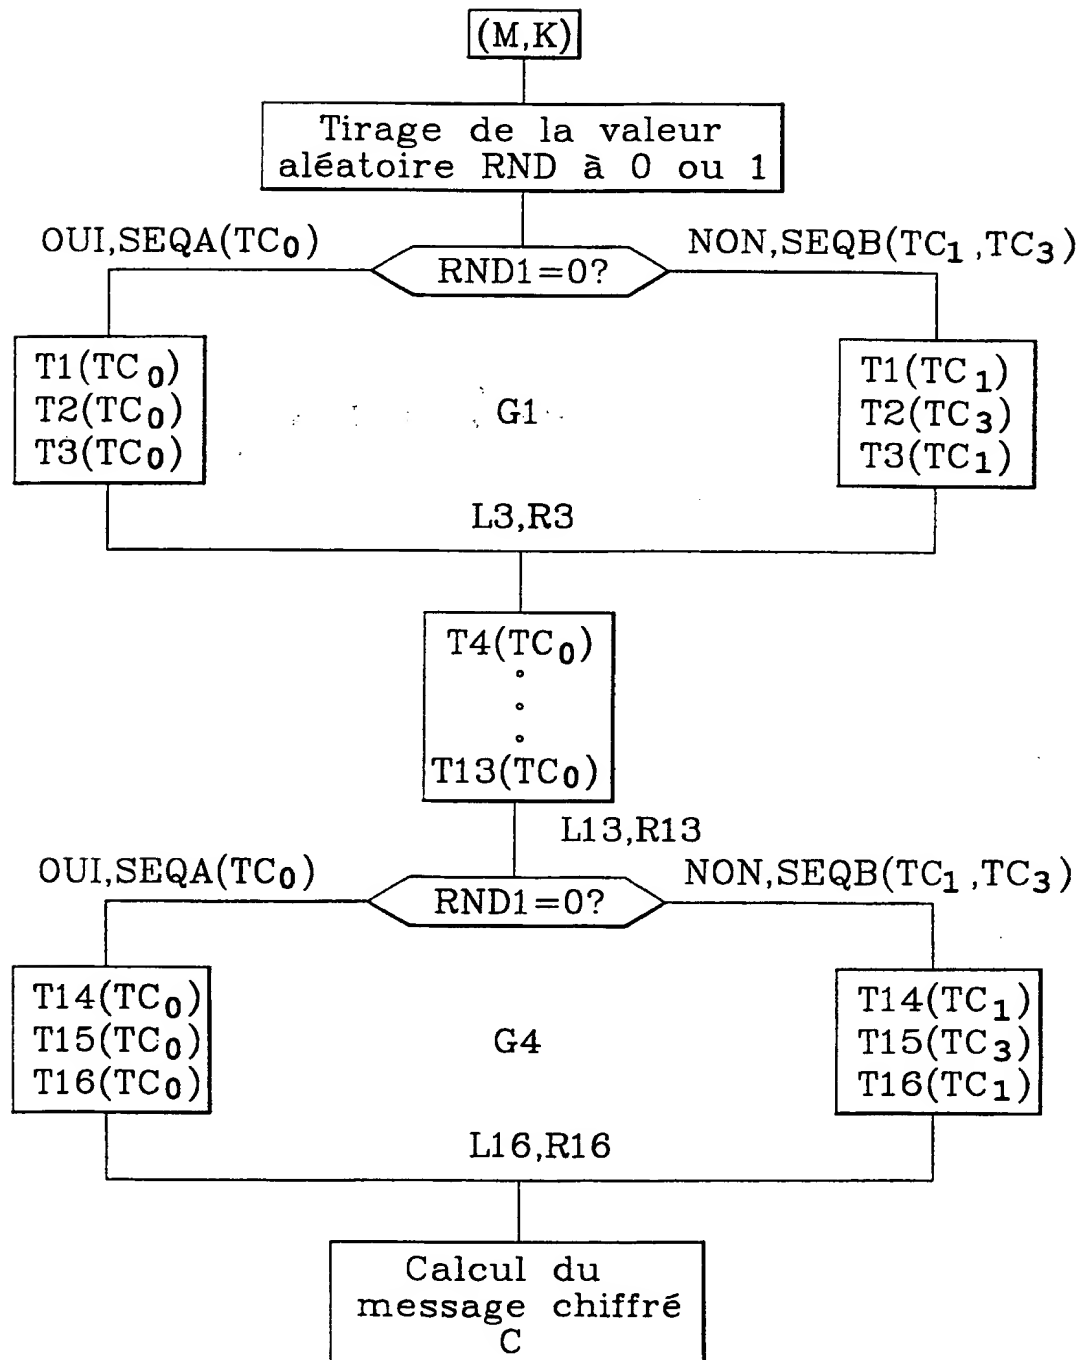 (M,K)
Tirage de la valeur
aléatoire RND à 0 ou 1
OUI,SEQA(TC0)
RND1=0?
NON,SEQB(TC1,TC3)
T1(TC0)
T2(TC0)
T3(TC0)
G1
T1(TC1)
T2(TC3)
T3(TC1)
L3,R3
T4(TC0)
T13(TC0)
L13,R13
OUI,SEQA(TC0)
RND1=0?
NON,SEQB(TC1,TC3)
T14(TC0)
T15(TC0)
T16(TC0)
G4
T14(TC1)
T15(TC3)
T16(TC1)
L16,R16
Calcul du
message chiffré
C